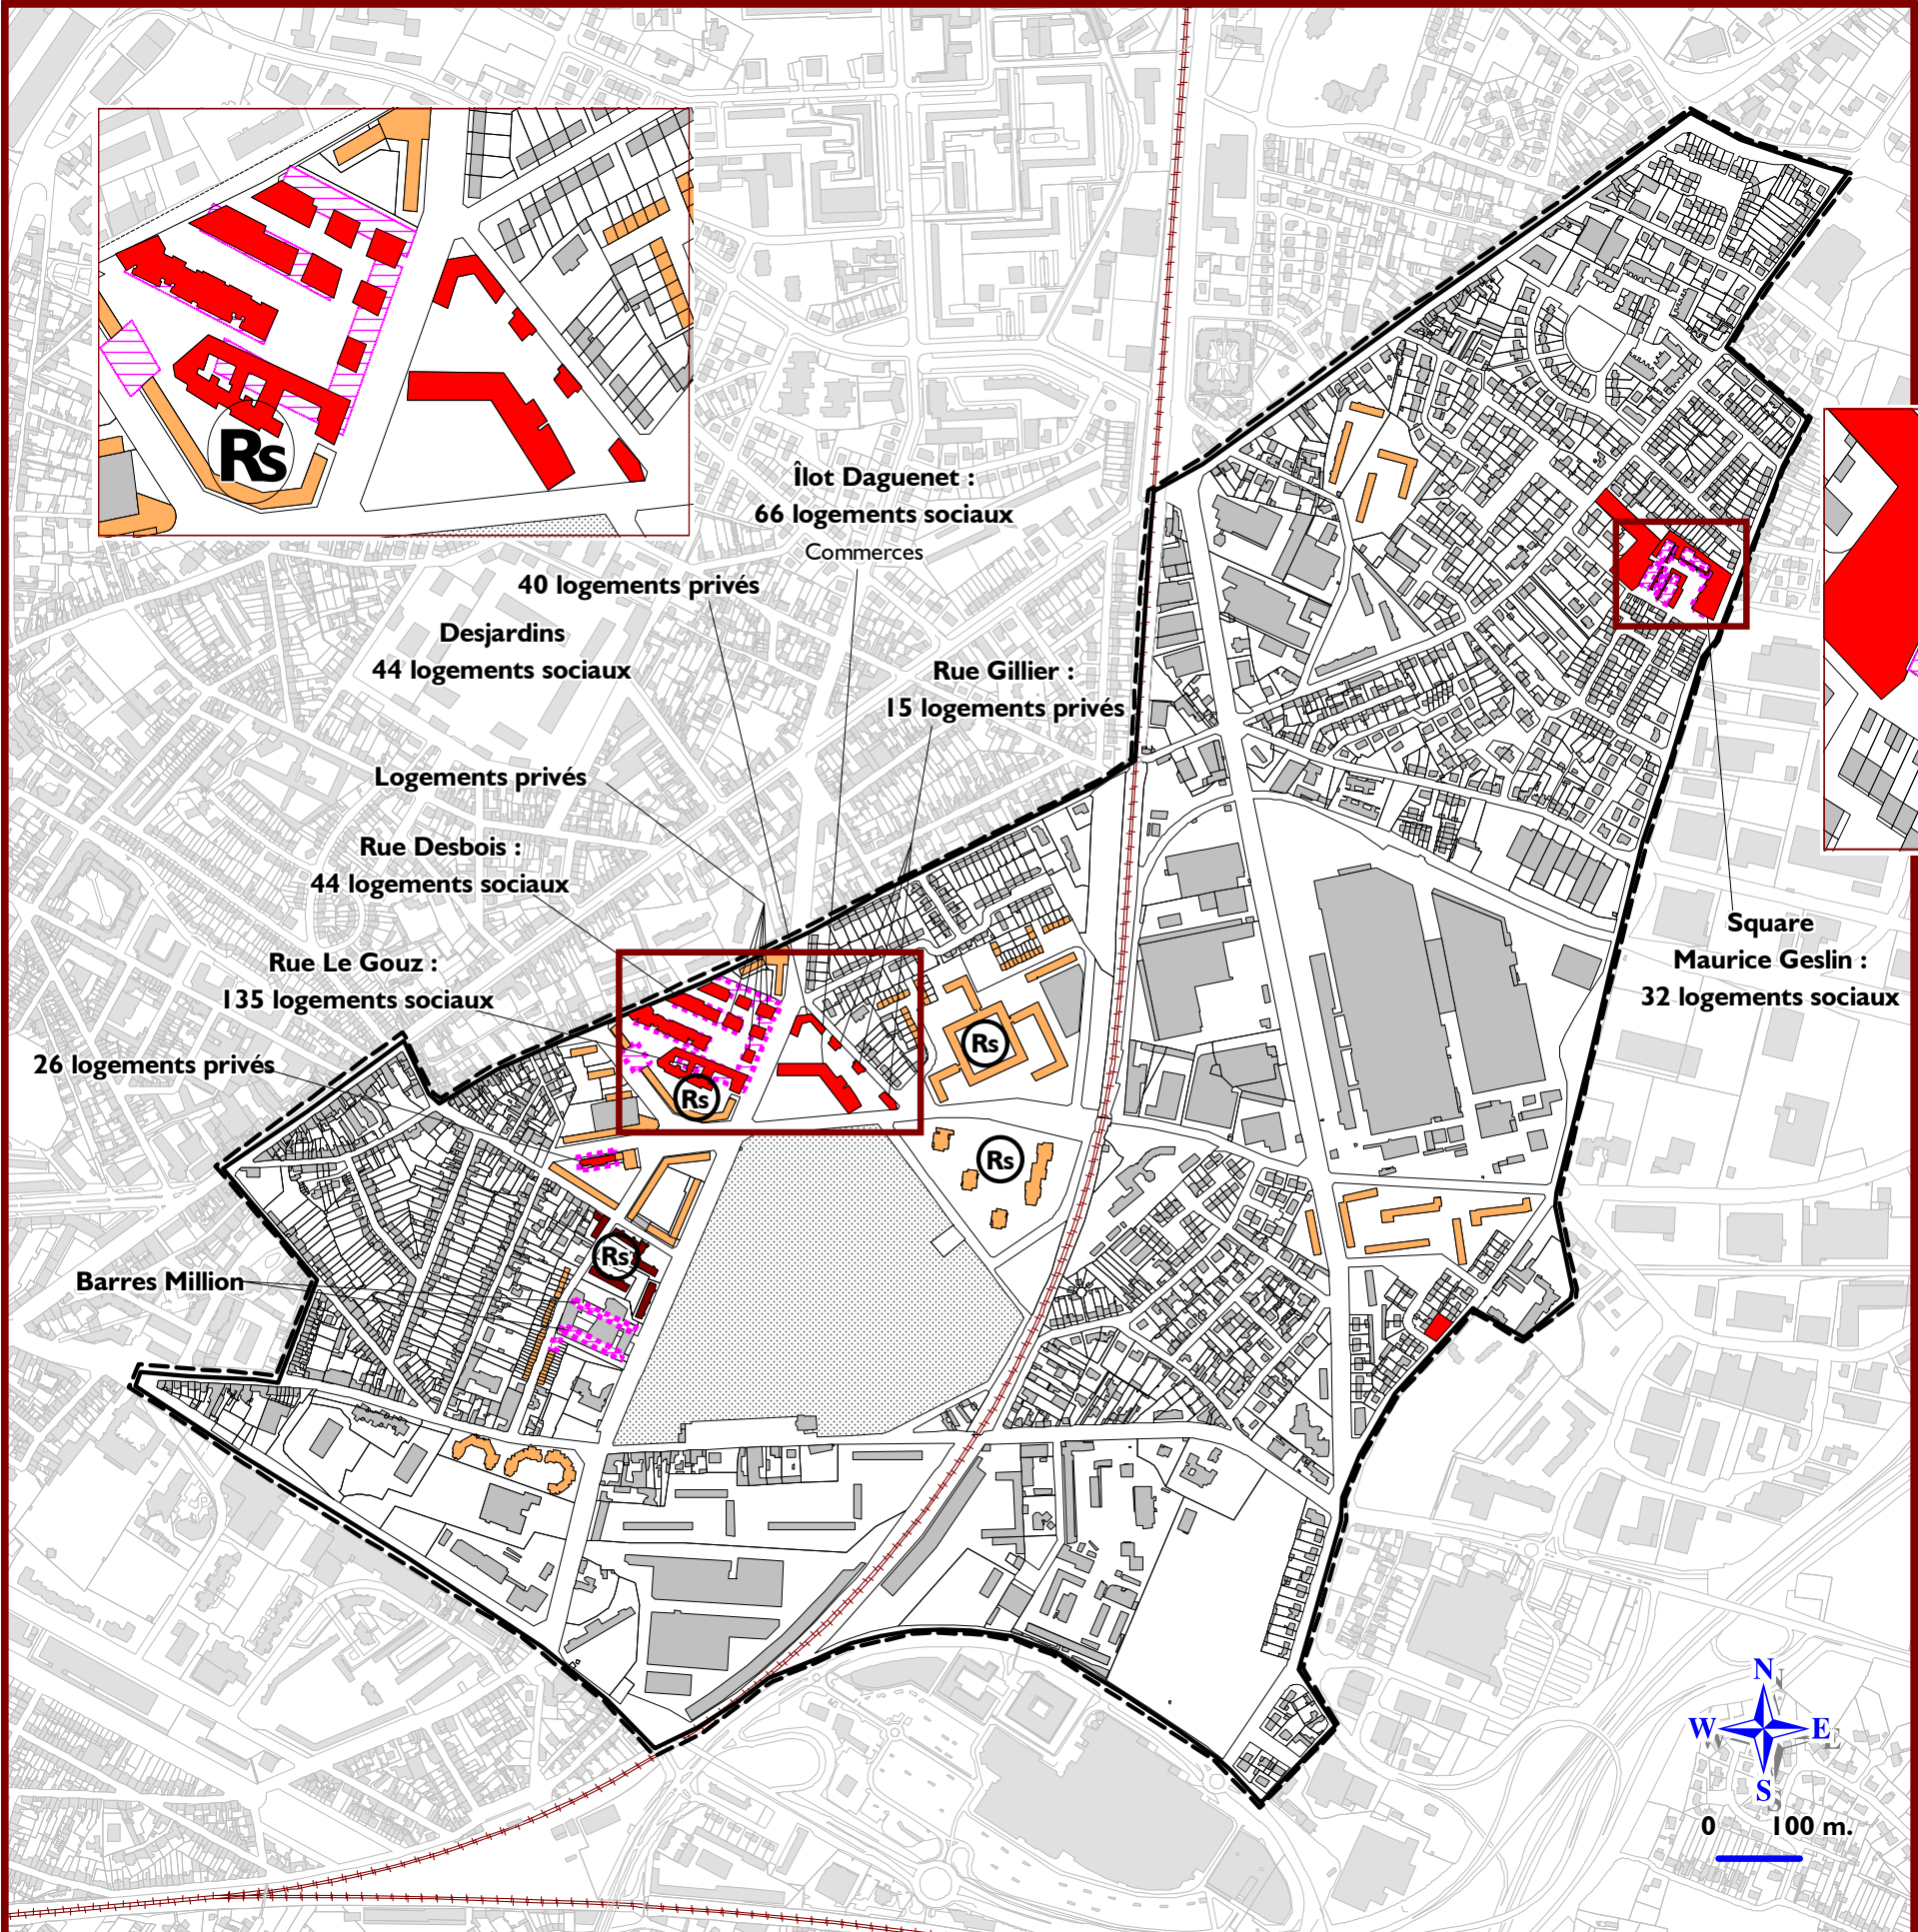 Rs
Îlot Daguenet :
66 logements sociaux
Commerces
40 logements privés
Desjardins
44 logements sociaux
Rue Gillier :
15 logements privés
Logements privés
Rue Desbois :
44 logements sociaux
Rue Le Gouz :
135 logements sociaux
26 logements privés
Square
Maurice Geslin :
32 logements sociaux
Rs
Rs
Rs
Rs
Barres Million
N
W E
S
0 100 m.